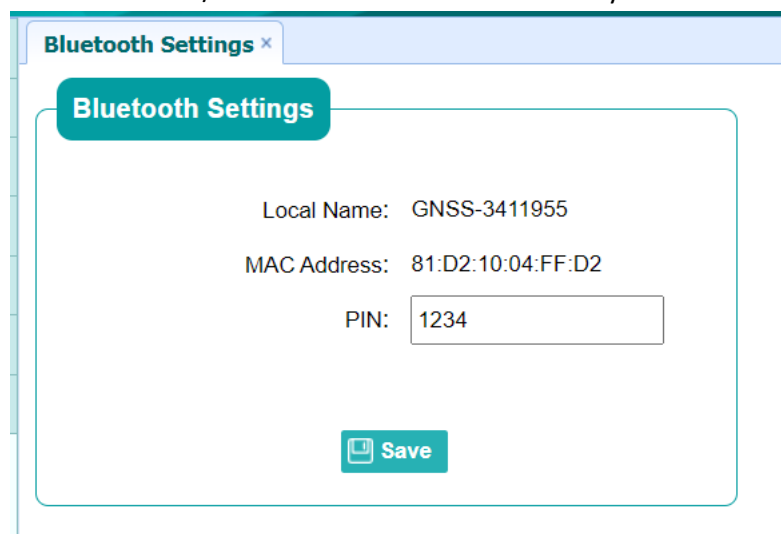 Bluetooth Settings ×
Bluetooth Settings
Local Name: GNSS-3411955
MAC Address: 81:D2:10:04:FF:D2
PIN: 1234
Save